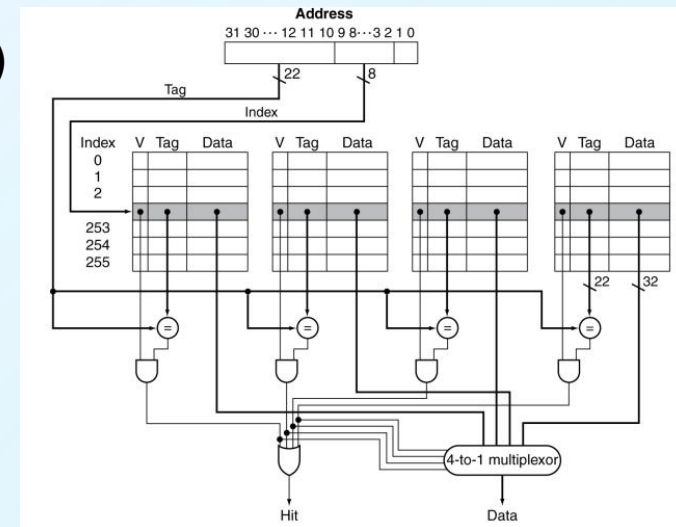 Address
31 30 ··· 12 11 10 9 8···3 2 1 0
22
8
Tag
Index
Index V Tag Data V Tag Data V Tag Data V Tag Data
0
1
2
253
254
255
22
32
= = = =
4-to-1 multiplexor
Hit
Data